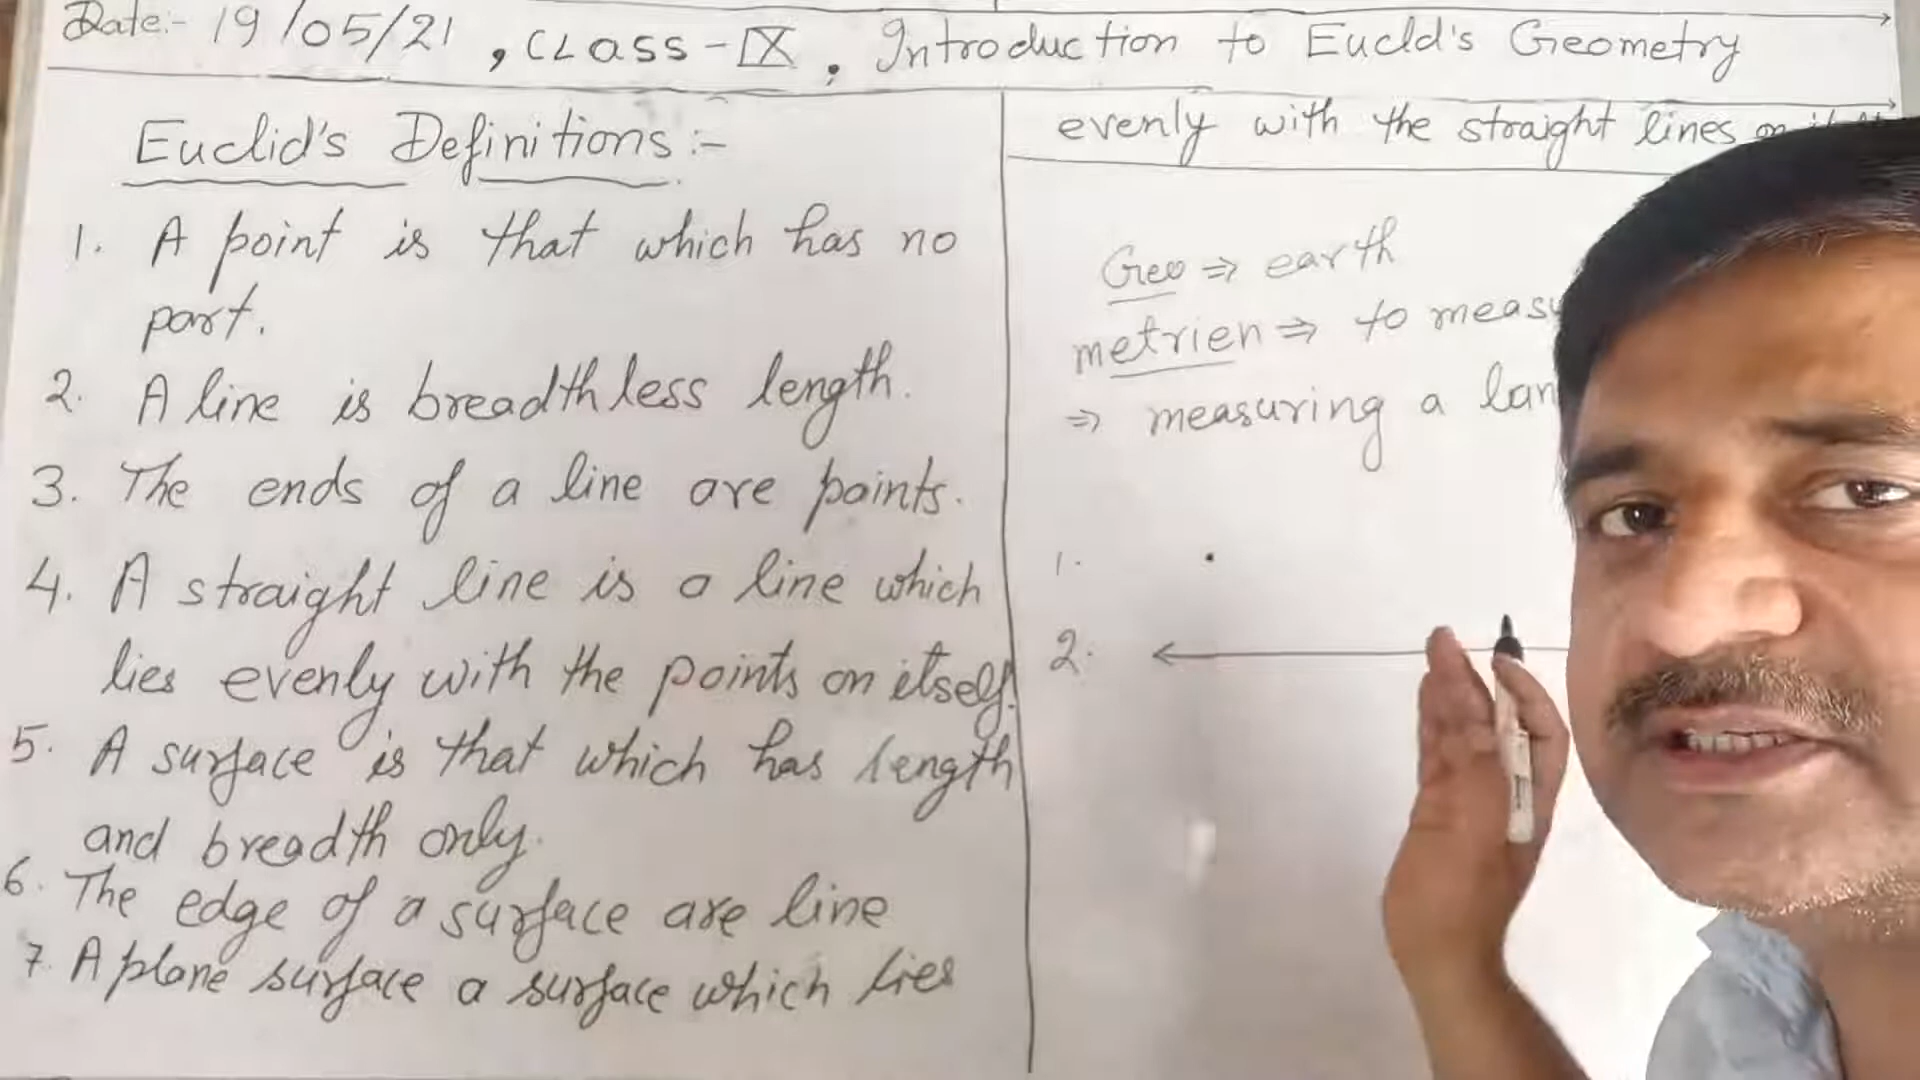 Date:- 19/05/21, CLass-IX, Introduction to Eucld's Geometry
Euclid's Definitions:-
1. A point is that which has no
part.
2. A line is breadthless length.
3. The ends of a line are points.
4. A straight line is a line which
lies evenly with the points on itself.
5. A surface is that which has length
and breadth only.
6. The edge of a surface are line
7. A plane surface a surface which lies
evenly with the straight lines on
Geo ⇒ earth
metrien ⇒ to
⇒ measuring a
1.
2.